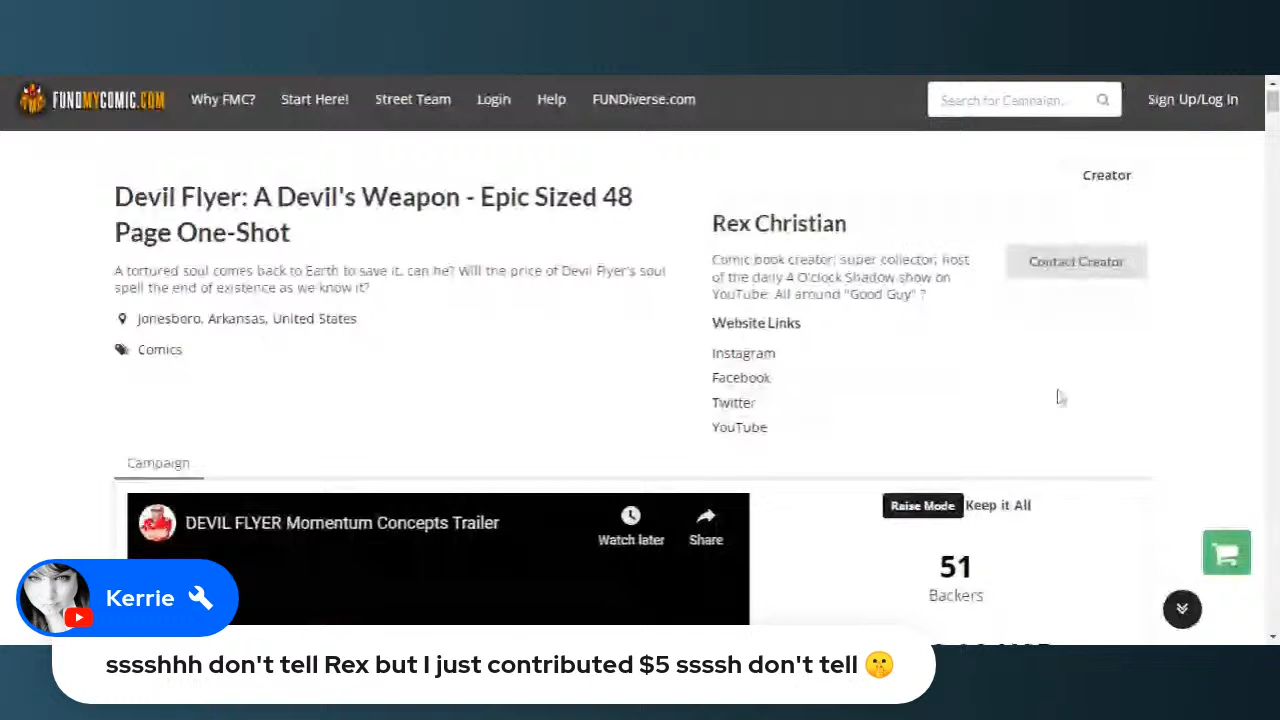 FUNDMYCOMIC.COM Why FMC? Start Here! Street Team Login Help FUNDiverse.com Search for Campaign... Sign Up/Log In
Devil Flyer: A Devil's Weapon - Epic Sized 48
Page One-Shot
A tortured soul comes back to Earth to save it. can he? Will the price of Devil Flyer's soul
spell the end of existence as we know it?
Jonesboro, Arkansas, United States
Comics
Creator
Rex Christian
Contact Creator
Comic book creator; super collector; host
of the daily 4 O'clock Shadow show on
YouTube. All around "Good Guy" ?
Website Links
Instagram
Facebook
Twitter
YouTube
Campaign
DEVIL FLYER Momentum Concepts Trailer
Watch later
Share
Raise Mode Keep it All
51
Backers
Kerrie
sssshhh don't tell Rex but I just contributed $5 ssssh don't tell 🤫